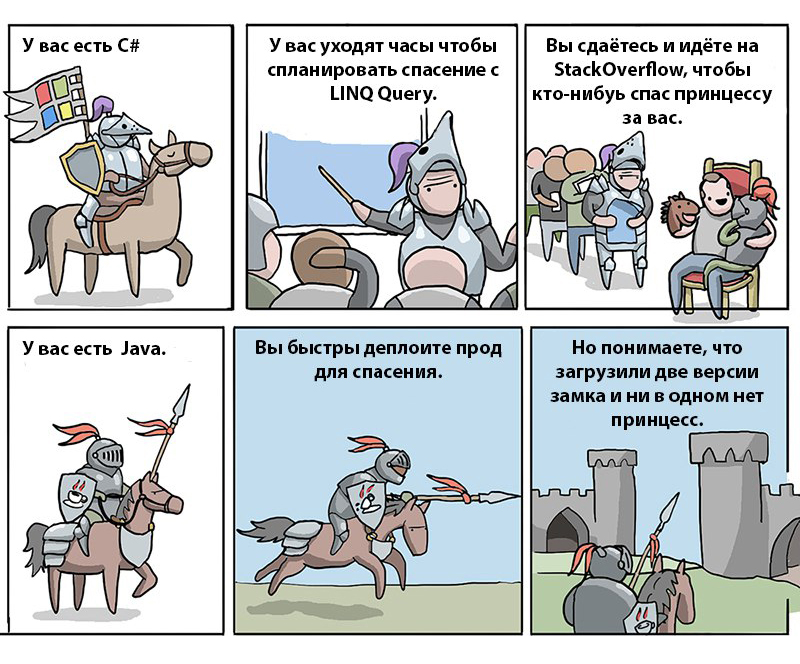 У вас есть C#
У вас уходят часы чтобы
спланировать спасение с
LINQ Query.
Вы сдаётесь и идёте на
StackOverflow, чтобы
кто-нибуь спас принцессу
за вас.
У вас есть Java.
Вы быстры деплоите прод
для спасения.
Но понимаете, что
загрузили две версии
замка и ни в одном нет
принцесс.